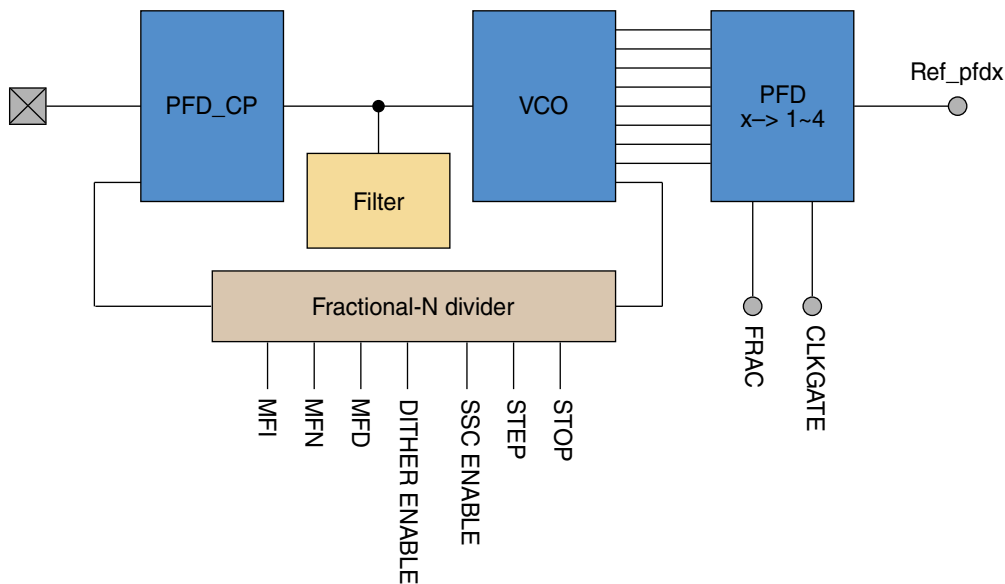 Ref_pfdx
PFD_CP
VCO
PFD
x–> 1~4
Filter
Fractional-N divider
MFI
MFN
MFD
DITHER ENABLE
SSC ENABLE
STEP
STOP
FRAC
CLKGATE